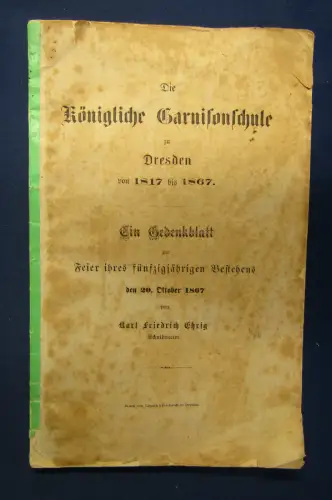 Die
Königliche Garnisonschule
zu
Dresden
von 1817 bis 1867.
Ein Gedenkblatt
zur
Feier ihres fünfzigjährigen Bestehens
den 20. Oktober 1867
von
Karl Friedrich Ehrig